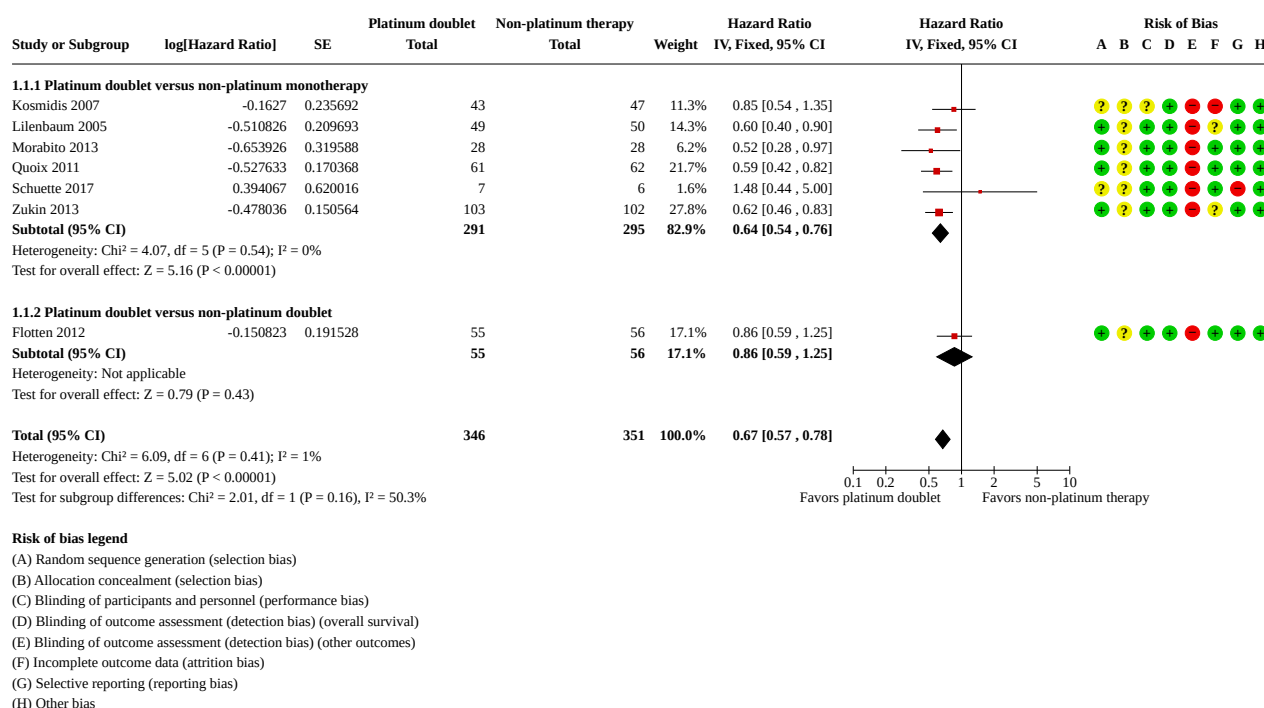 Platinum doublet Non-platinum therapy Hazard Ratio Hazard Ratio Risk of Bias
Study or Subgroup log[Hazard Ratio] SE Total Total Weight IV, Fixed, 95% CI IV, Fixed, 95% CI A B C D E F G H
1.1.1 Platinum doublet versus non-platinum monotherapy
Kosmidis 2007 -0.1627 0.235692 43 47 11.3% 0.85 [0.54 , 1.35] ? ? ? + − − + +
Lilenbaum 2005 -0.510826 0.209693 49 50 14.3% 0.60 [0.40 , 0.90] + ? + + − ? + +
Morabito 2013 -0.653926 0.319588 28 28 6.2% 0.52 [0.28 , 0.97] + ? + + − + + +
Quoix 2011 -0.527633 0.170368 61 62 21.7% 0.59 [0.42 , 0.82] + ? + + − + + +
Schuette 2017 0.394067 0.620016 7 6 1.6% 1.48 [0.44 , 5.00] ? ? + + − + − +
Zukin 2013 -0.478036 0.150564 103 102 27.8% 0.62 [0.46 , 0.83] + ? + + − ? + +
Subtotal (95% CI) 291 295 82.9% 0.64 [0.54 , 0.76]
Heterogeneity: Chi² = 4.07, df = 5 (P = 0.54); I² = 0%
Test for overall effect: Z = 5.16 (P < 0.00001)
1.1.2 Platinum doublet versus non-platinum doublet
Flotten 2012 -0.150823 0.191528 55 56 17.1% 0.86 [0.59 , 1.25] + ? + + − + + +
Subtotal (95% CI) 55 56 17.1% 0.86 [0.59 , 1.25]
Heterogeneity: Not applicable
Test for overall effect: Z = 0.79 (P = 0.43)
Total (95% CI) 346 351 100.0% 0.67 [0.57 , 0.78]
Heterogeneity: Chi² = 6.09, df = 6 (P = 0.41); I² = 1%
Test for overall effect: Z = 5.02 (P < 0.00001)
Test for subgroup differences: Chi² = 2.01, df = 1 (P = 0.16), I² = 50.3%
0.1 0.2 0.5 1 2 5 10
Favors platinum doublet Favors non-platinum therapy
Risk of bias legend
(A) Random sequence generation (selection bias)
(B) Allocation concealment (selection bias)
(C) Blinding of participants and personnel (performance bias)
(D) Blinding of outcome assessment (detection bias) (overall survival)
(E) Blinding of outcome assessment (detection bias) (other outcomes)
(F) Incomplete outcome data (attrition bias)
(G) Selective reporting (reporting bias)
(H) Other bias